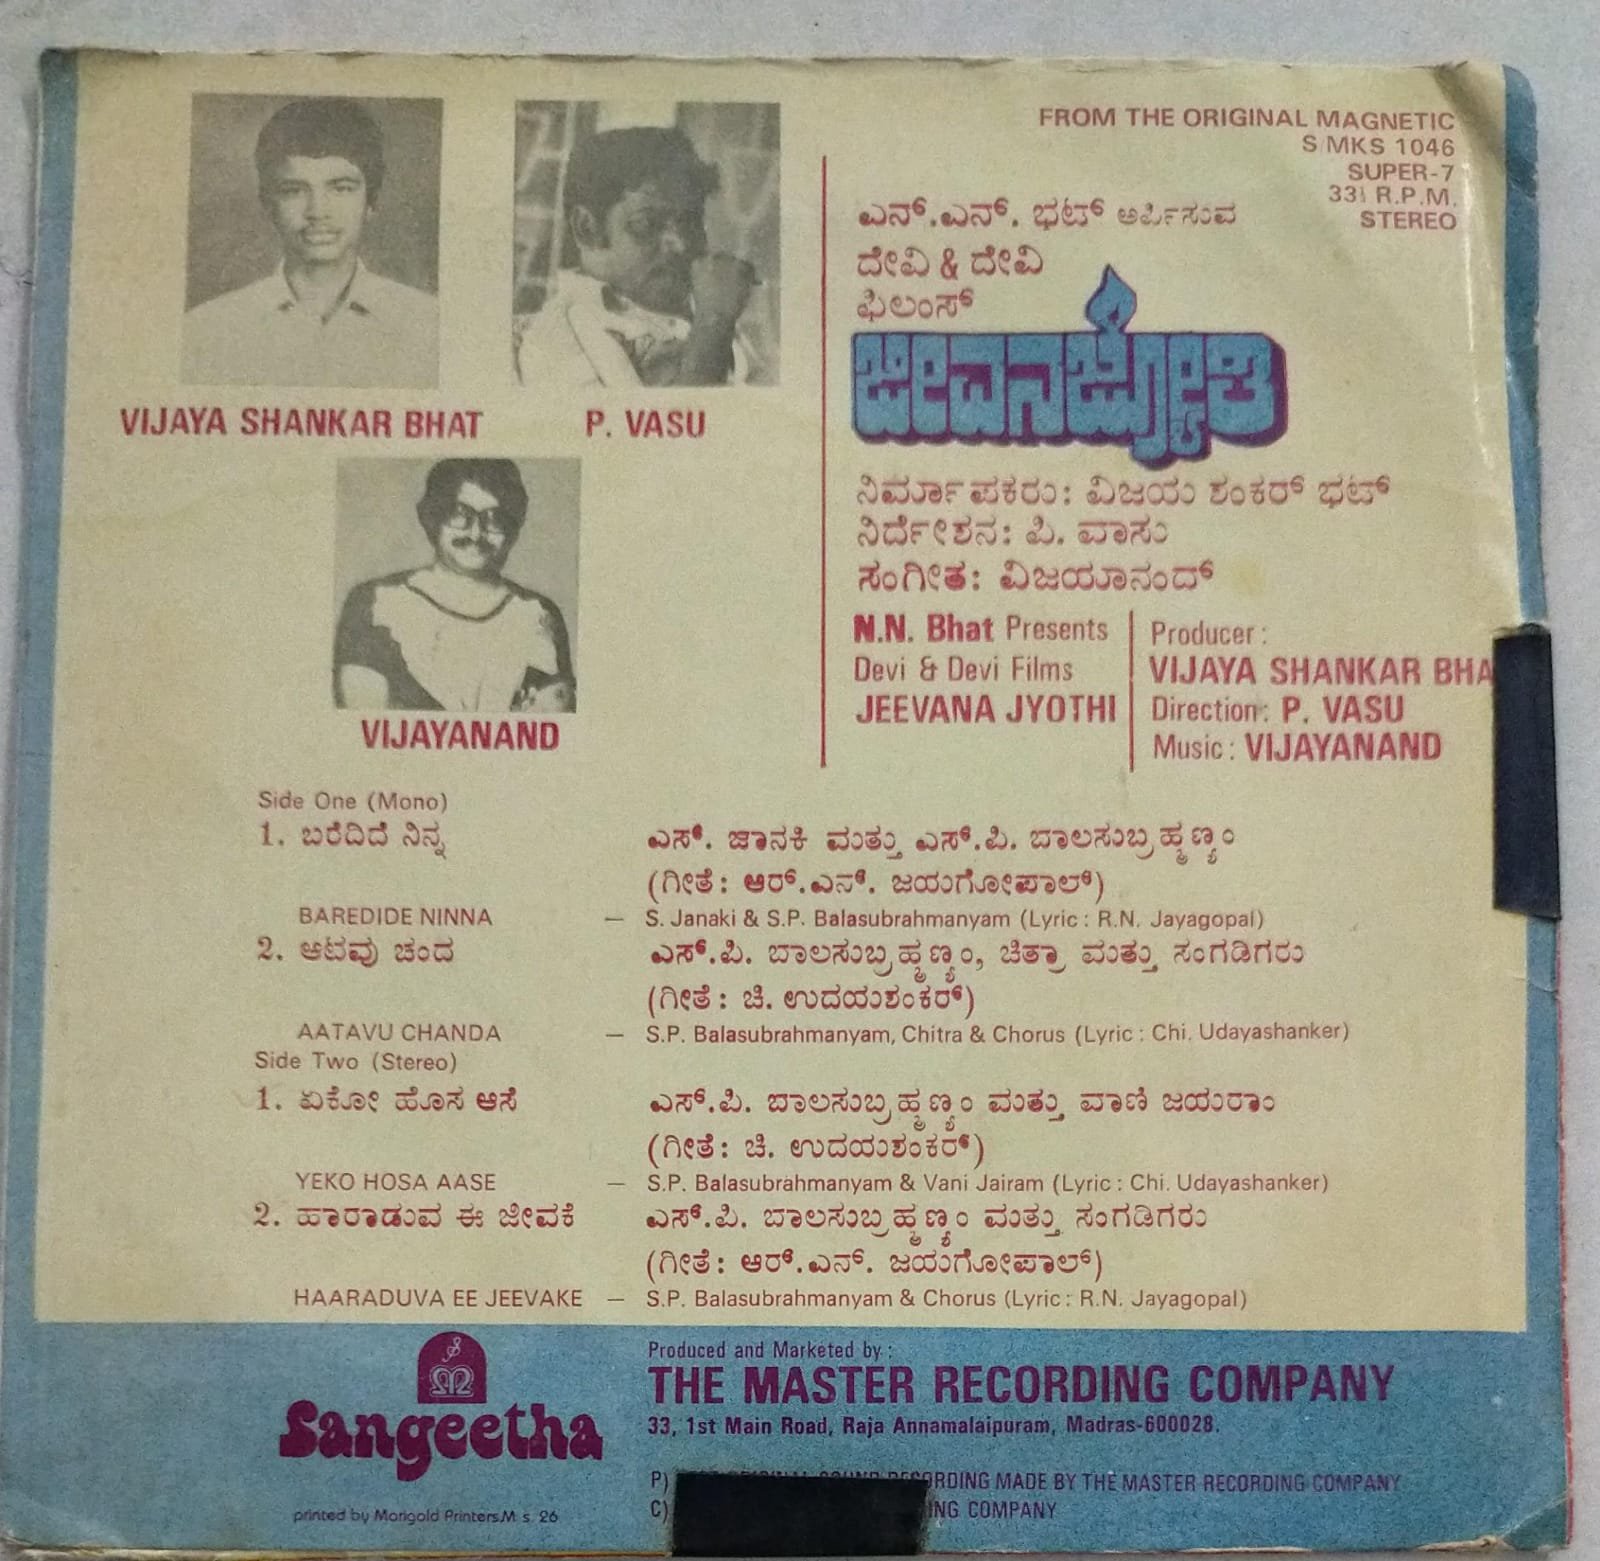 VIJAYA SHANKAR BHAT
P. VASU
VIJAYANAND
FROM THE ORIGINAL MAGNETIC
S/MKS 1046
SUPER-7
33⅓ R.P.M.
STEREO
ಎನ್.ಎನ್. ಭಟ್ ಅರ್ಪಿಸುವ
ದೇವಿ & ದೇವಿ
ಫಿಲಂಸ್
ಜೀವನಜ್ಯೋತಿ
ನಿರ್ಮಾಪಕರು: ವಿಜಯ ಶಂಕರ್ ಭಟ್
ನಿರ್ದೇಶನ: ಪಿ. ವಾಸು
ಸಂಗೀತ: ವಿಜಯಾನಂದ್
N.N. Bhat Presents
Devi & Devi Films
JEEVANA JYOTHI
Producer:
VIJAYA SHANKAR BHA
Direction: P. VASU
Music: VIJAYANAND
Side One (Mono)
1. ಬರೆದಿದೆ ನಿನ್ನ ಎಸ್. ಜಾನಕಿ ಮತ್ತು ಎಸ್.ಪಿ. ಬಾಲಸುಬ್ರಹ್ಮಣ್ಯಂ
(ಗೀತೆ: ಆರ್.ಎನ್. ಜಯಗೋಪಾಲ್)
BAREDIDE NINNA — S. Janaki & S.P. Balasubrahmanyam (Lyric: R.N. Jayagopal)
2. ಆಟವು ಚಂದ ಎಸ್.ಪಿ. ಬಾಲಸುಬ್ರಹ್ಮಣ್ಯಂ, ಚಿತ್ರಾ ಮತ್ತು ಸಂಗಡಿಗರು
(ಗೀತೆ: ಚಿ. ಉದಯಶಂಕರ್)
AATAVU CHANDA — S.P. Balasubrahmanyam, Chitra & Chorus (Lyric: Chi. Udayashanker)
Side Two (Stereo)
1. ಏಕೋ ಹೊಸ ಆಸೆ ಎಸ್.ಪಿ. ಬಾಲಸುಬ್ರಹ್ಮಣ್ಯಂ ಮತ್ತು ವಾಣಿ ಜಯರಾಂ
(ಗೀತೆ: ಚಿ. ಉದಯಶಂಕರ್)
YEKO HOSA AASE — S.P. Balasubrahmanyam & Vani Jairam (Lyric: Chi. Udayashanker)
2. ಹಾರಾಡುವ ಈ ಜೀವಕೆ ಎಸ್.ಪಿ. ಬಾಲಸುಬ್ರಹ್ಮಣ್ಯಂ ಮತ್ತು ಸಂಗಡಿಗರು
(ಗೀತೆ: ಆರ್.ಎನ್. ಜಯಗೋಪಾಲ್)
HAARADUVA EE JEEVAKE — S.P. Balasubrahmanyam & Chorus (Lyric: R.N. Jayagopal)
Sangeetha
printed by Marigold Printers.M s. 26
Produced and Marketed by:
THE MASTER RECORDING COMPANY
33, 1st Main Road, Raja Annamalaipuram, Madras-600028.
P) RDING MADE BY THE MASTER RECORDING COMPANY
C) ING COMPANY